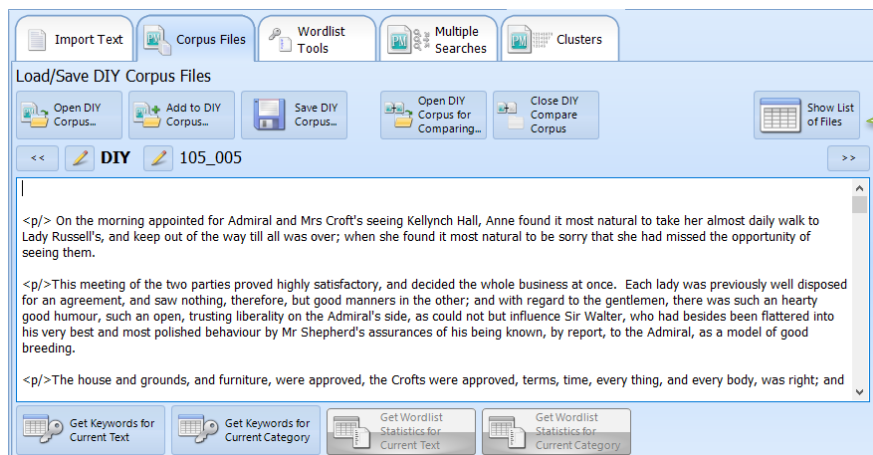 Import Text
Corpus Files
Wordlist
Tools
Multiple
Searches
Clusters
Load/Save DIY Corpus Files
Open DIY
Corpus...
Add to DIY
Corpus...
Save DIY
Corpus...
Open DIY
Corpus for
Comparing...
Close DIY
Compare
Corpus
Show List
of Files
<< DIY 105_005 >>
<p/> On the morning appointed for Admiral and Mrs Croft's seeing Kellynch Hall, Anne found it most natural to take her almost daily walk to
Lady Russell's, and keep out of the way till all was over; when she found it most natural to be sorry that she had missed the opportunity of
seeing them.
<p/>This meeting of the two parties proved highly satisfactory, and decided the whole business at once.  Each lady was previously well disposed
for an agreement, and saw nothing, therefore, but good manners in the other; and with regard to the gentlemen, there was such an hearty
good humour, such an open, trusting liberality on the Admiral's side, as could not but influence Sir Walter, who had besides been flattered into
his very best and most polished behaviour by Mr Shepherd's assurances of his being known, by report, to the Admiral, as a model of good
breeding.
<p/>The house and grounds, and furniture, were approved, the Crofts were approved, terms, time, every thing, and every body, was right; and
Get Keywords for
Current Text
Get Keywords for
Current Category
Get Wordlist
Statistics for
Current Text
Get Wordlist
Statistics for
Current Category